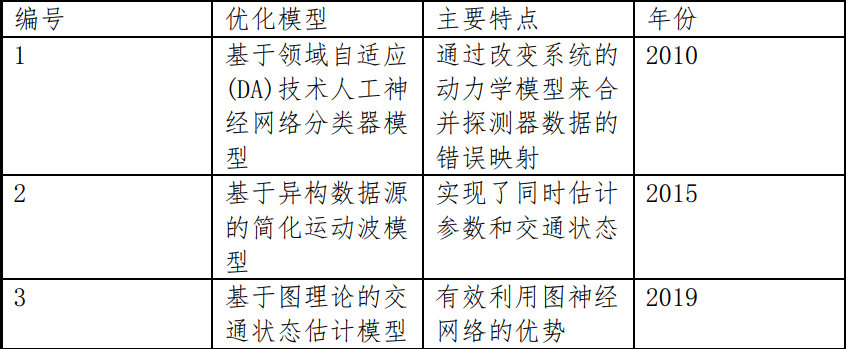 编号 优化模型 主要特点 年份
1 基于领域自适应 通过改变系统的 2010
(DA)技术人工神 动力学模型来合
经网络分类器模 并探测器数据的
型 错误映射
2 基于异构数据源 实现了同时估计 2015
的简化运动波模 参数和交通状态
型
3 基于图理论的交 有效利用图神经 2019
通状态估计模型 网络的优势